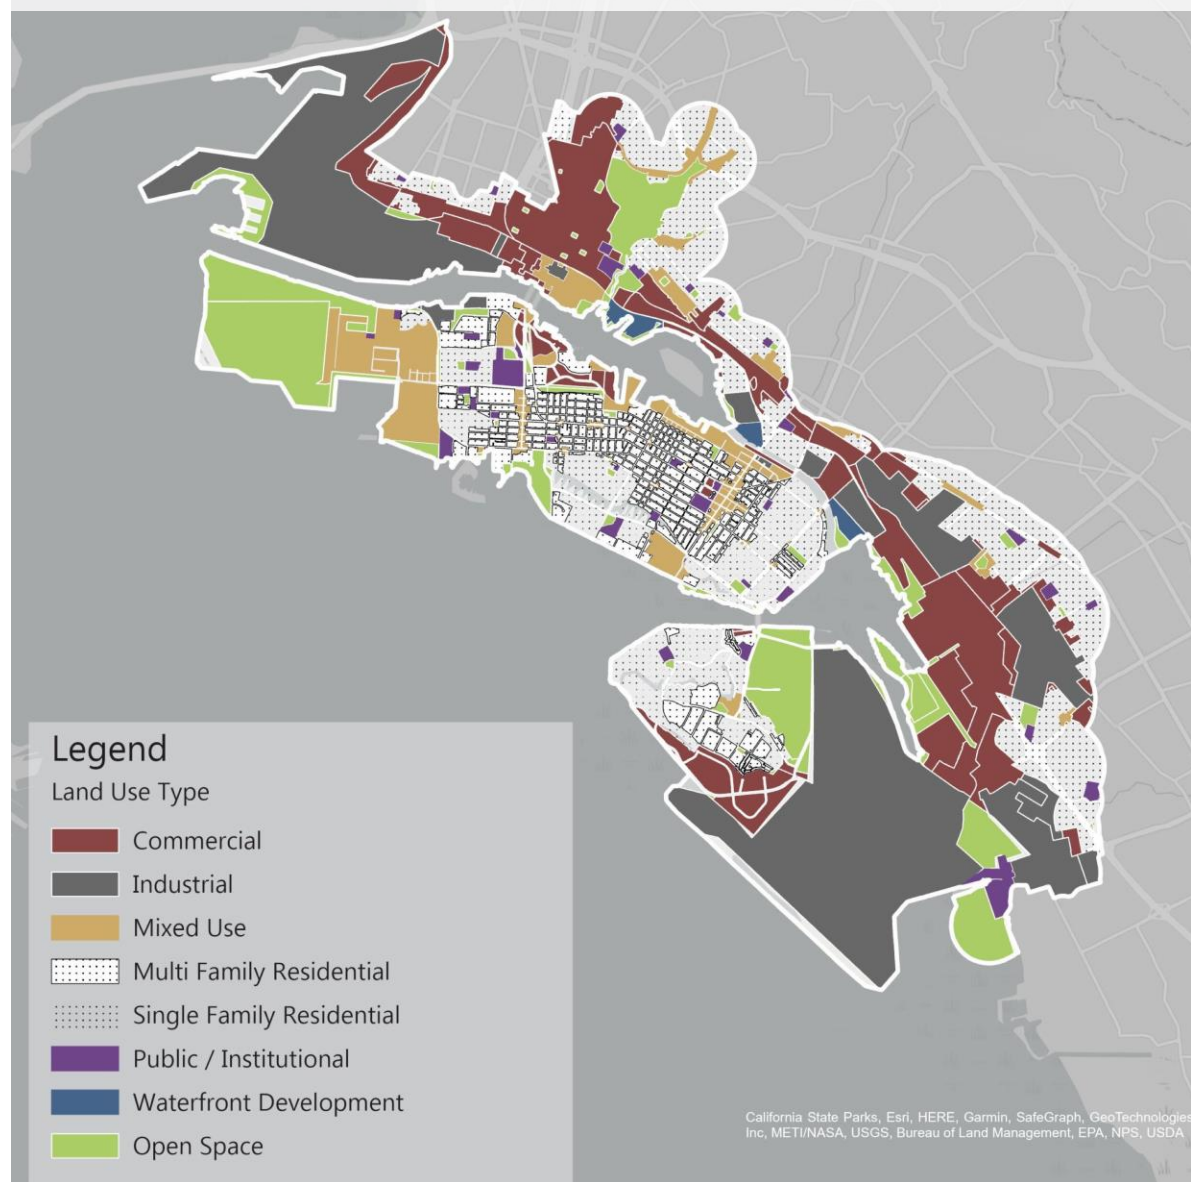 Legend
Land Use Type
Commercial
Industrial
Mixed Use
Multi Family Residential
Single Family Residential
Public / Institutional
Waterfront Development
Open Space
California State Parks, Esri, HERE, Garmin, SafeGraph, GeoTechnologies
Inc, METI/NASA, USGS, Bureau of Land Management, EPA, NPS, USDA